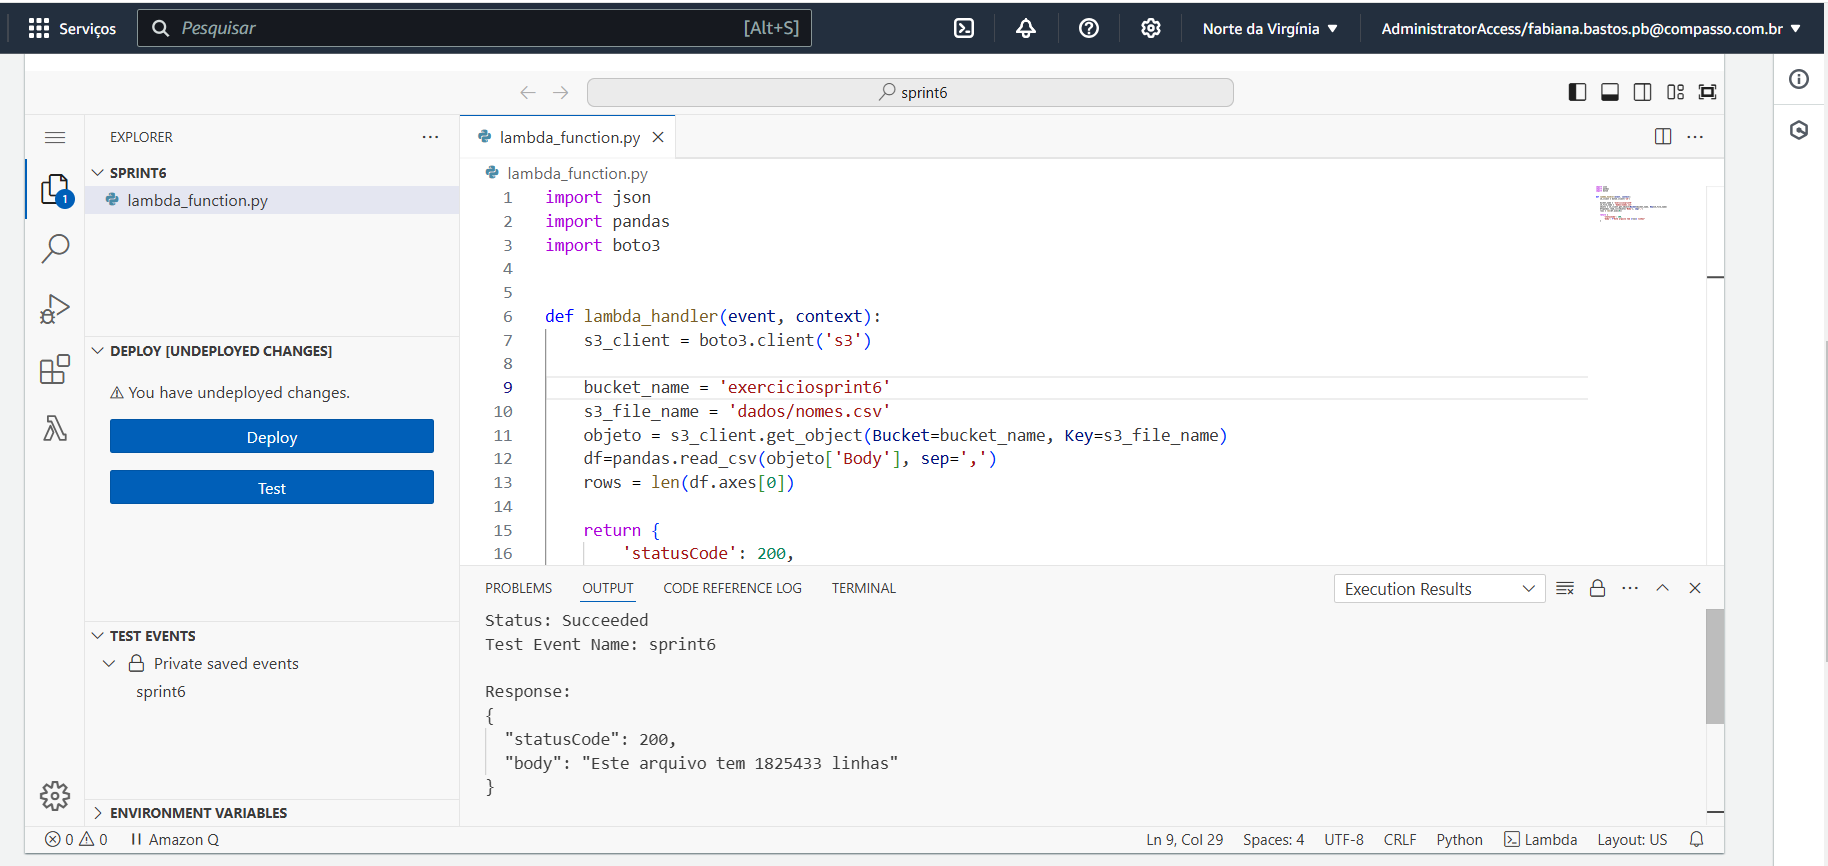 Serviços
Pesquisar
[Alt+S]
Norte da Virgínia ▼
AdministratorAccess/fabiana.bastos.pb@compasso.com.br ▼
sprint6
EXPLORER
SPRINT6
1
lambda_function.py
DEPLOY [UNDEPLOYED CHANGES]
You have undeployed changes.
Deploy
Test
TEST EVENTS
Private saved events
sprint6
ENVIRONMENT VARIABLES
lambda_function.py
lambda_function.py
1 import json
2 import pandas
3 import boto3
4
5
6 def lambda_handler(event, context):
7     s3_client = boto3.client('s3')
8
9     bucket_name = 'exerciciosprint6'
10     s3_file_name = 'dados/nomes.csv'
11     objeto = s3_client.get_object(Bucket=bucket_name, Key=s3_file_name)
12     df=pandas.read_csv(objeto['Body'], sep=',')
13     rows = len(df.axes[0])
14
15     return {
16         'statusCode': 200,
PROBLEMS OUTPUT CODE REFERENCE LOG TERMINAL
Execution Results
Status: Succeeded
Test Event Name: sprint6
Response:
{
  "statusCode": 200,
  "body": "Este arquivo tem 1825433 linhas"
}
0 0 Amazon Q
Ln 9, Col 29 Spaces: 4 UTF-8 CRLF Python Lambda Layout: US